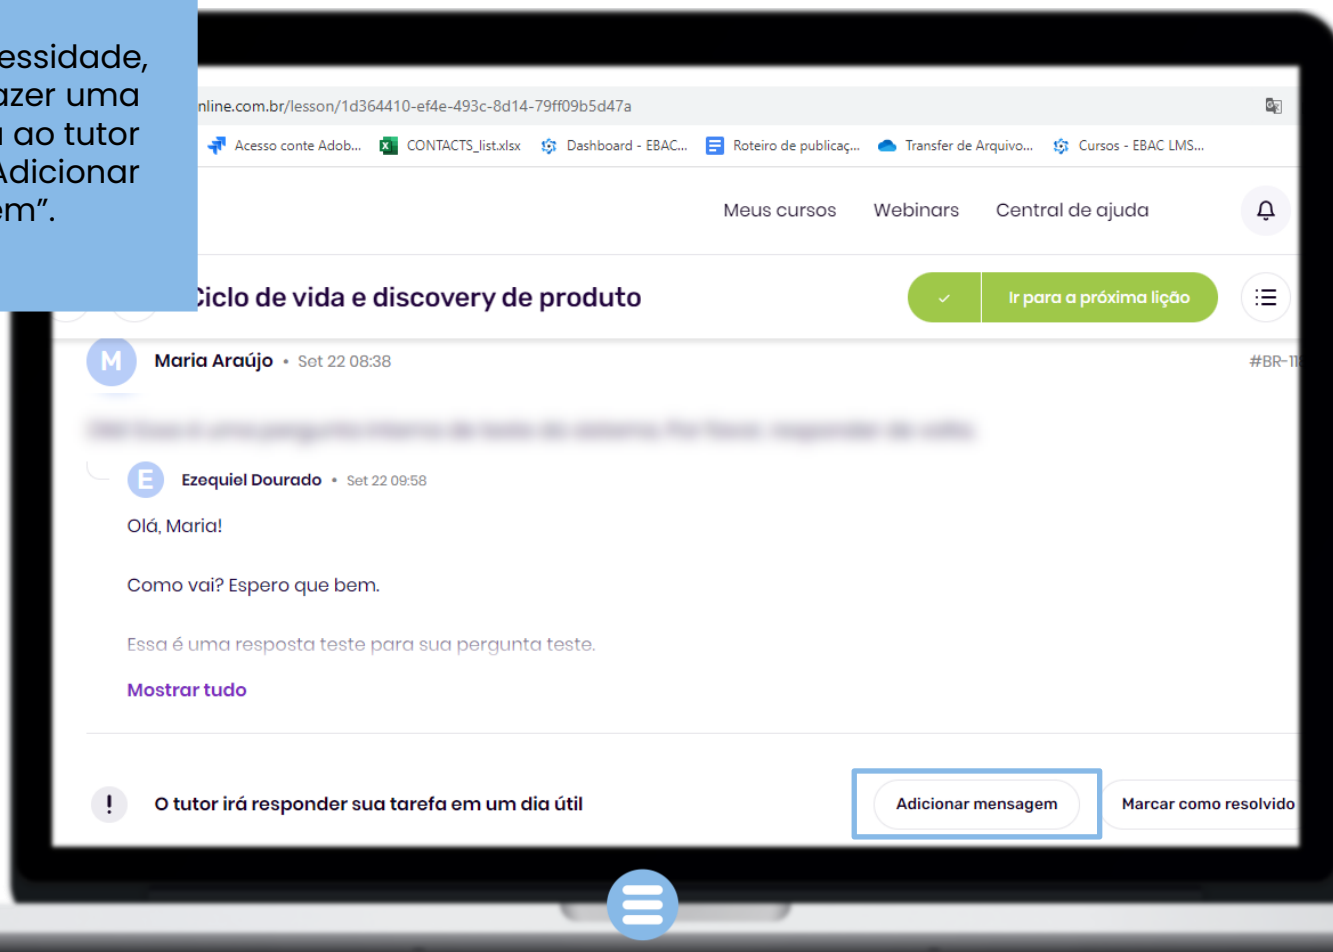 essidade,
azer uma
ao tutor
Adicionar
em”.
nline.com.br/lesson/1d364410-ef4e-493c-8d14-79ff09b5d47a
Acesso conte Adob... CONTACTS_list.xlsx Dashboard - EBAC... Roteiro de publicaç... Transfer de Arquivo... Cursos - EBAC LMS...
Meus cursos Webinars Central de ajuda
Ciclo de vida e discovery de produto
Ir para a próxima lição
M Maria Araújo • Set 22 08:38 #BR-118
E Ezequiel Dourado • Set 22 09:58
Olá, Maria!
Como vai? Espero que bem.
Essa é uma resposta teste para sua pergunta teste.
Mostrar tudo
! O tutor irá responder sua tarefa em um dia útil
Adicionar mensagem Marcar como resolvido